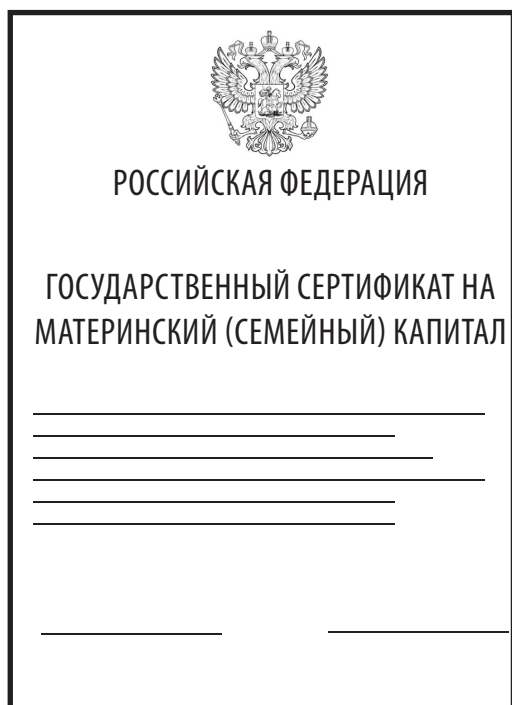 РОССИЙСКАЯ ФЕДЕРАЦИЯ
ГОСУДАРСТВЕННЫЙ СЕРТИФИКАТ НА
МАТЕРИНСКИЙ (СЕМЕЙНЫЙ) КАПИТАЛ